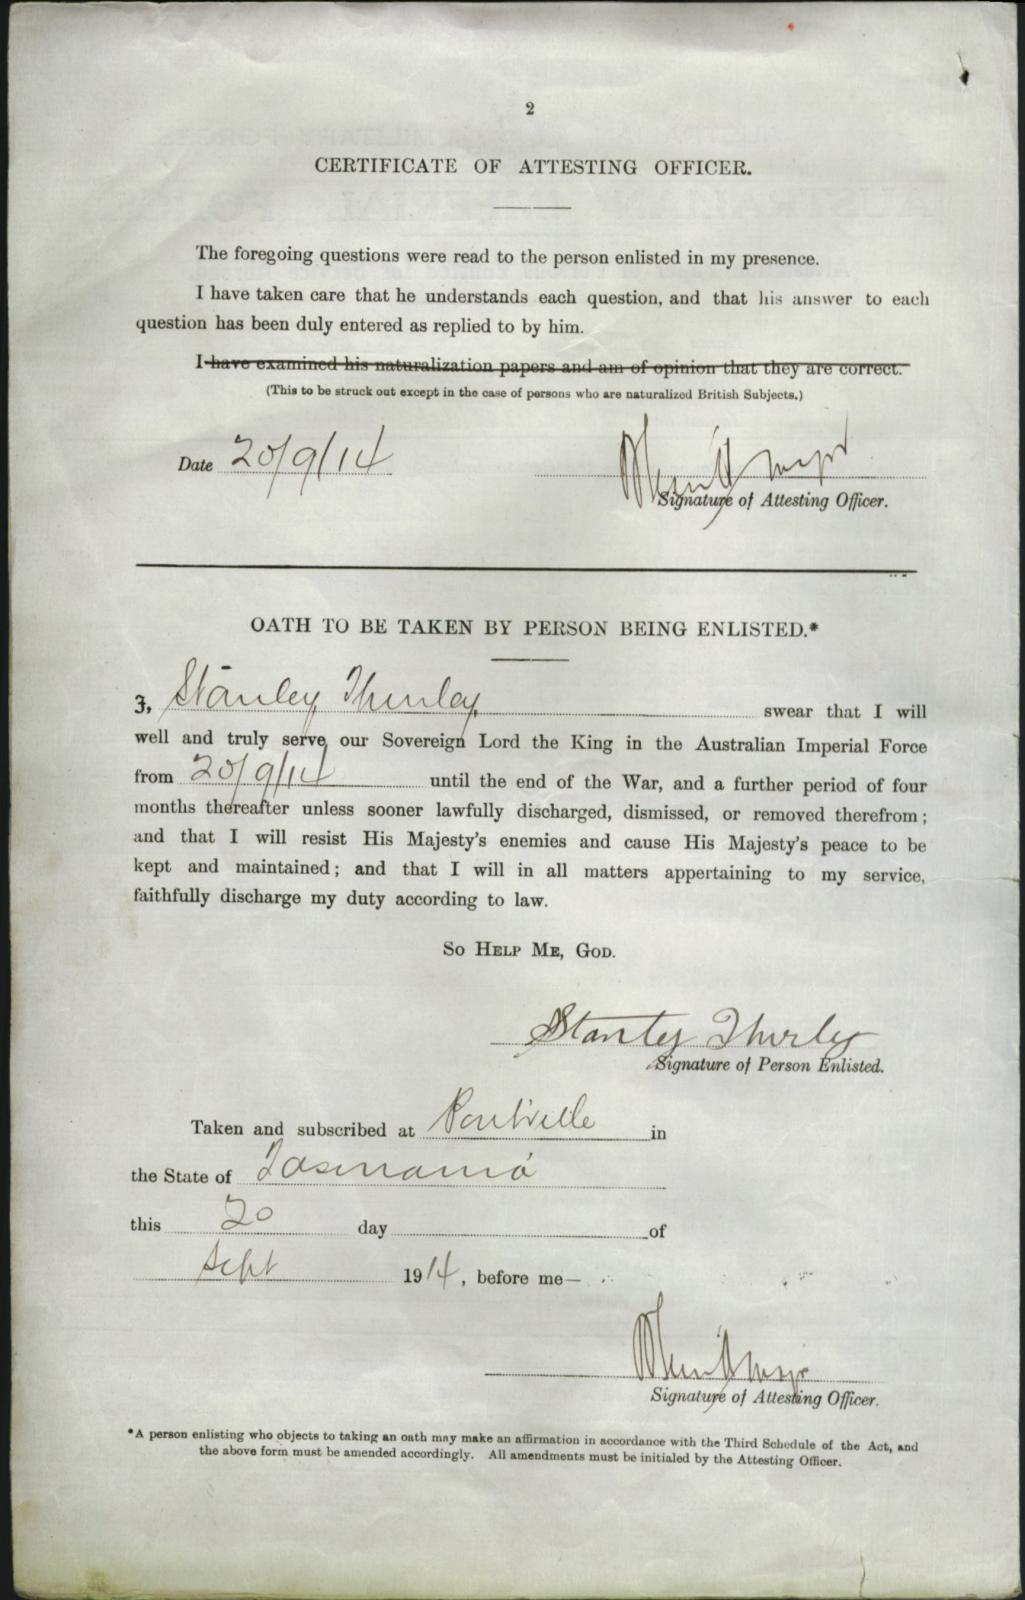 2
CERTIFICATE OF ATTESTING OFFICER.
The foregoing questions were read to the person enlisted in my presence.
I have taken care that he understands each question, and that his answer to each
question has been duly entered as replied to by him.
I have examined his naturalization papers and am of opinion that they are correct.
(This to be struck out except in the case of persons who are naturalized British Subjects.)
Date 20/9/14
Signature of Attesting Officer.
OATH TO BE TAKEN BY PERSON BEING ENLISTED.*
I, Stanley Thurley swear that I will
well and truly serve our Sovereign Lord the King in the Australian Imperial Force
from 20/9/14 until the end of the War, and a further period of four
months thereafter unless sooner lawfully discharged, dismissed, or removed therefrom;
and that I will resist His Majesty's enemies and cause His Majesty's peace to be
kept and maintained; and that I will in all matters appertaining to my service,
faithfully discharge my duty according to law.
So Help Me, God.
Stanley Thurley
Signature of Person Enlisted.
Taken and subscribed at Pontville in
the State of Tasmania
this 20 day of
Sept 1914, before me—
Signature of Attesting Officer.
*A person enlisting who objects to taking an oath may make an affirmation in accordance with the Third Schedule of the Act, and
the above form must be amended accordingly. All amendments must be initialed by the Attesting Officer.